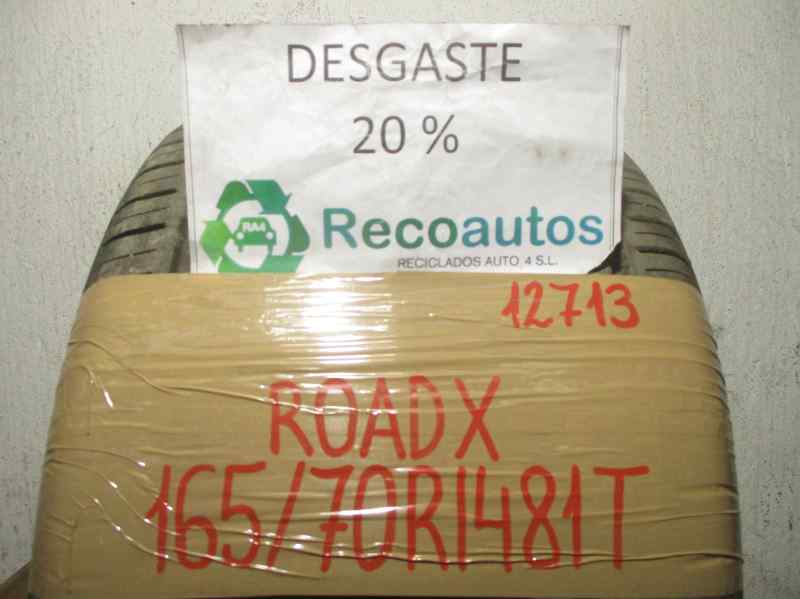 DESGASTE
20 %
RA4
Recoautos
RECICLADOS AUTO 4 S.L.
12713
ROADX
165/70R1481T